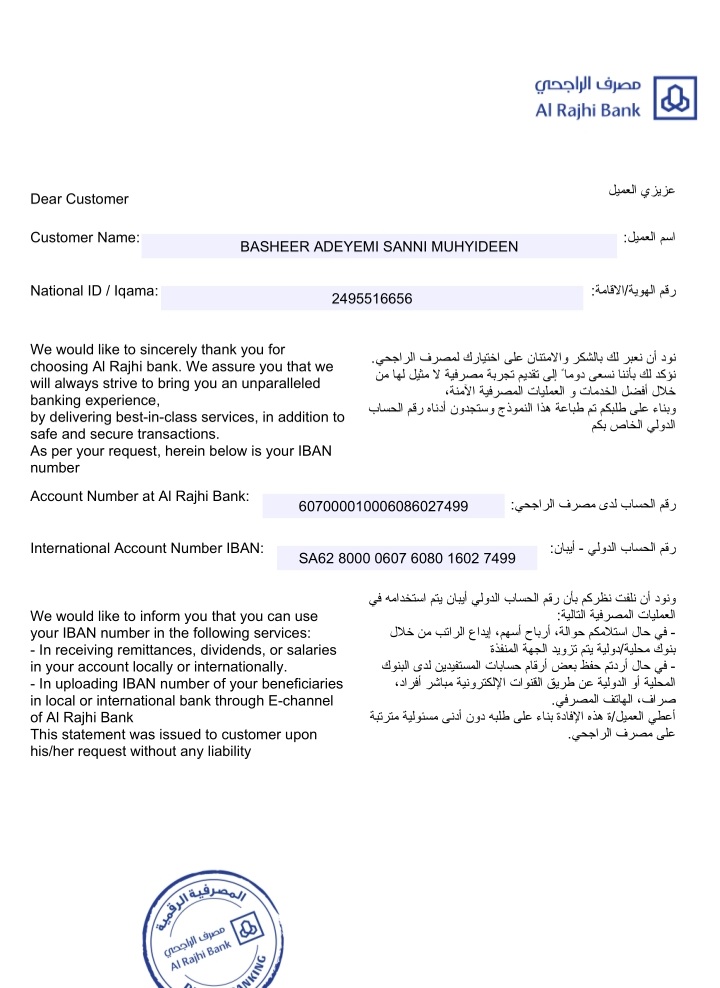 مصرف الراجحي
Al Rajhi Bank
Dear Customer
عزيزي العميل
Customer Name:
BASHEER ADEYEMI SANNI MUHYIDEEN
اسم العميل:
National ID / Iqama:
2495516656
رقم الهوية/الاقامة:
We would like to sincerely thank you for
choosing Al Rajhi bank. We assure you that we
will always strive to bring you an unparalleled
banking experience,
by delivering best-in-class services, in addition to
safe and secure transactions.
As per your request, herein below is your IBAN
number
نود أن نعبر لك بالشكر والامتنان على اختيارك لمصرف الراجحي.
نؤكد لك بأننا نسعى دوماً إلى تقديم تجربة مصرفية لا مثيل لها من
خلال أفضل الخدمات و العمليات المصرفية الآمنة،
وبناء على طلبكم تم طباعة هذا النموذج وستجدون أدناه رقم الحساب
الدولي الخاص بكم
Account Number at Al Rajhi Bank:
607000010006086027499
رقم الحساب لدى مصرف الراجحي:
International Account Number IBAN:
SA62 8000 0607 6080 1602 7499
رقم الحساب الدولي - أيبان:
We would like to inform you that you can use
your IBAN number in the following services:
- In receiving remittances, dividends, or salaries
in your account locally or internationally.
- In uploading IBAN number of your beneficiaries
in local or international bank through E-channel
of Al Rajhi Bank
This statement was issued to customer upon
his/her request without any liability
ونود أن نلفت نظركم بأن رقم الحساب الدولي أيبان يتم استخدامه في
العمليات المصرفية التالية:
- في حال استلامكم حوالة، أرباح أسهم، إيداع الراتب من خلال
بنوك محلية/دولية يتم تزويد الجهة المنفذة
- في حال أردتم حفظ بعض أرقام حسابات المستفيدين لدى البنوك
المحلية أو الدولية عن طريق القنوات الإلكترونية مباشر أفراد،
صراف، الهاتف المصرفي.
أعطي العميل/ة هذه الإفادة بناء على طلبه دون أدنى مسئولية مترتبة
على مصرف الراجحي.
المصرفية الرقمية
مصرف الراجحي
Al Rajhi Bank